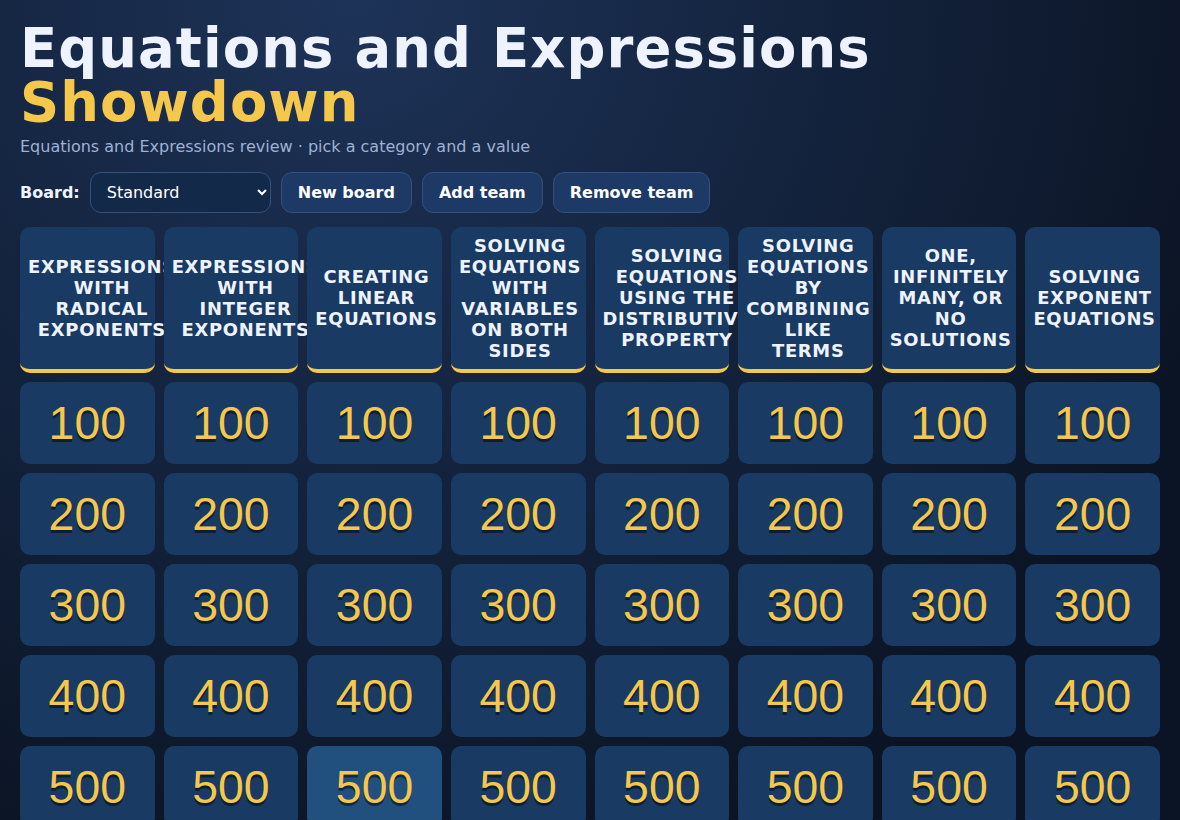 Equations and Expressions
Showdown
Equations and Expressions review · pick a category and a value
Board: Standard New board Add team Remove team
EXPRESSIONS
WITH
RADICAL
EXPONENTS
EXPRESSION
WITH
INTEGER
EXPONENTS
CREATING
LINEAR
EQUATIONS
SOLVING
EQUATIONS
WITH
VARIABLES
ON BOTH
SIDES
SOLVING
EQUATIONS
USING THE
DISTRIBUTIV
PROPERTY
SOLVING
EQUATIONS
BY
COMBINING
LIKE
TERMS
ONE,
INFINITELY
MANY, OR
NO
SOLUTIONS
SOLVING
EXPONENT
EQUATIONS
100 100 100 100 100 100 100 100
200 200 200 200 200 200 200 200
300 300 300 300 300 300 300 300
400 400 400 400 400 400 400 400
500 500 500 500 500 500 500 500